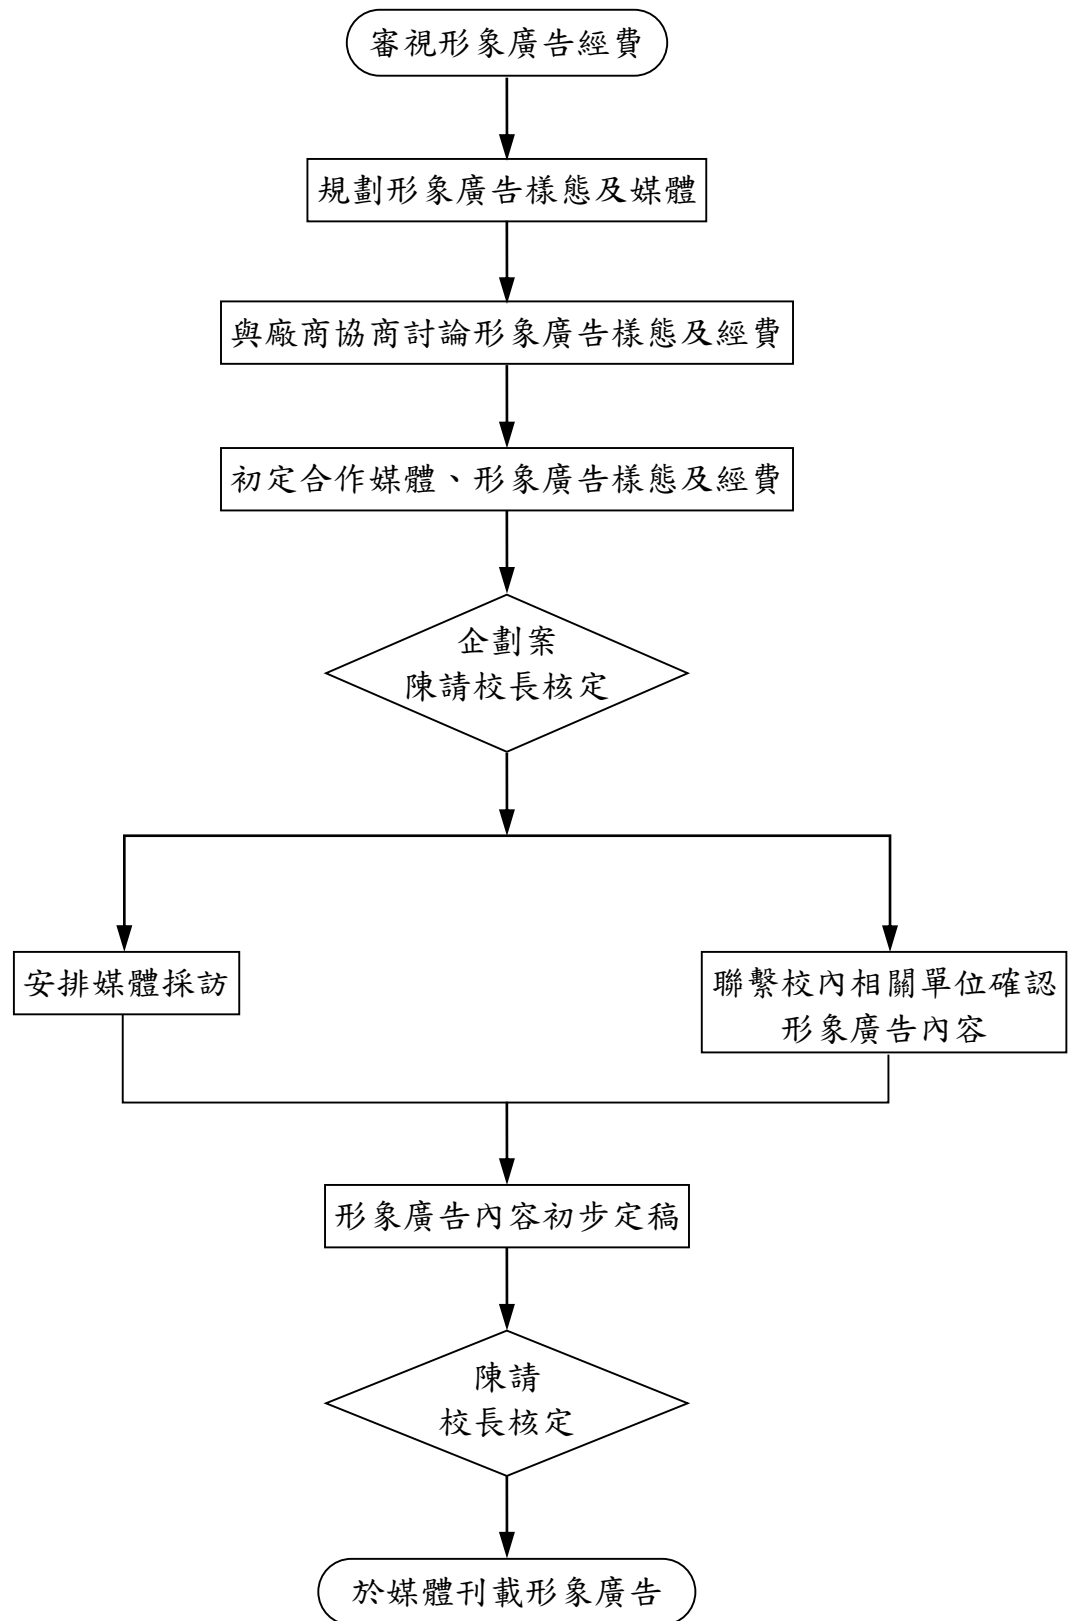 審視形象廣告經費
規劃形象廣告樣態及媒體
與廠商協商討論形象廣告樣態及經費
初定合作媒體、形象廣告樣態及經費
企劃案
陳請校長核定
安排媒體採訪
聯繫校內相關單位確認
形象廣告內容
形象廣告內容初步定稿
陳請
校長核定
於媒體刊載形象廣告